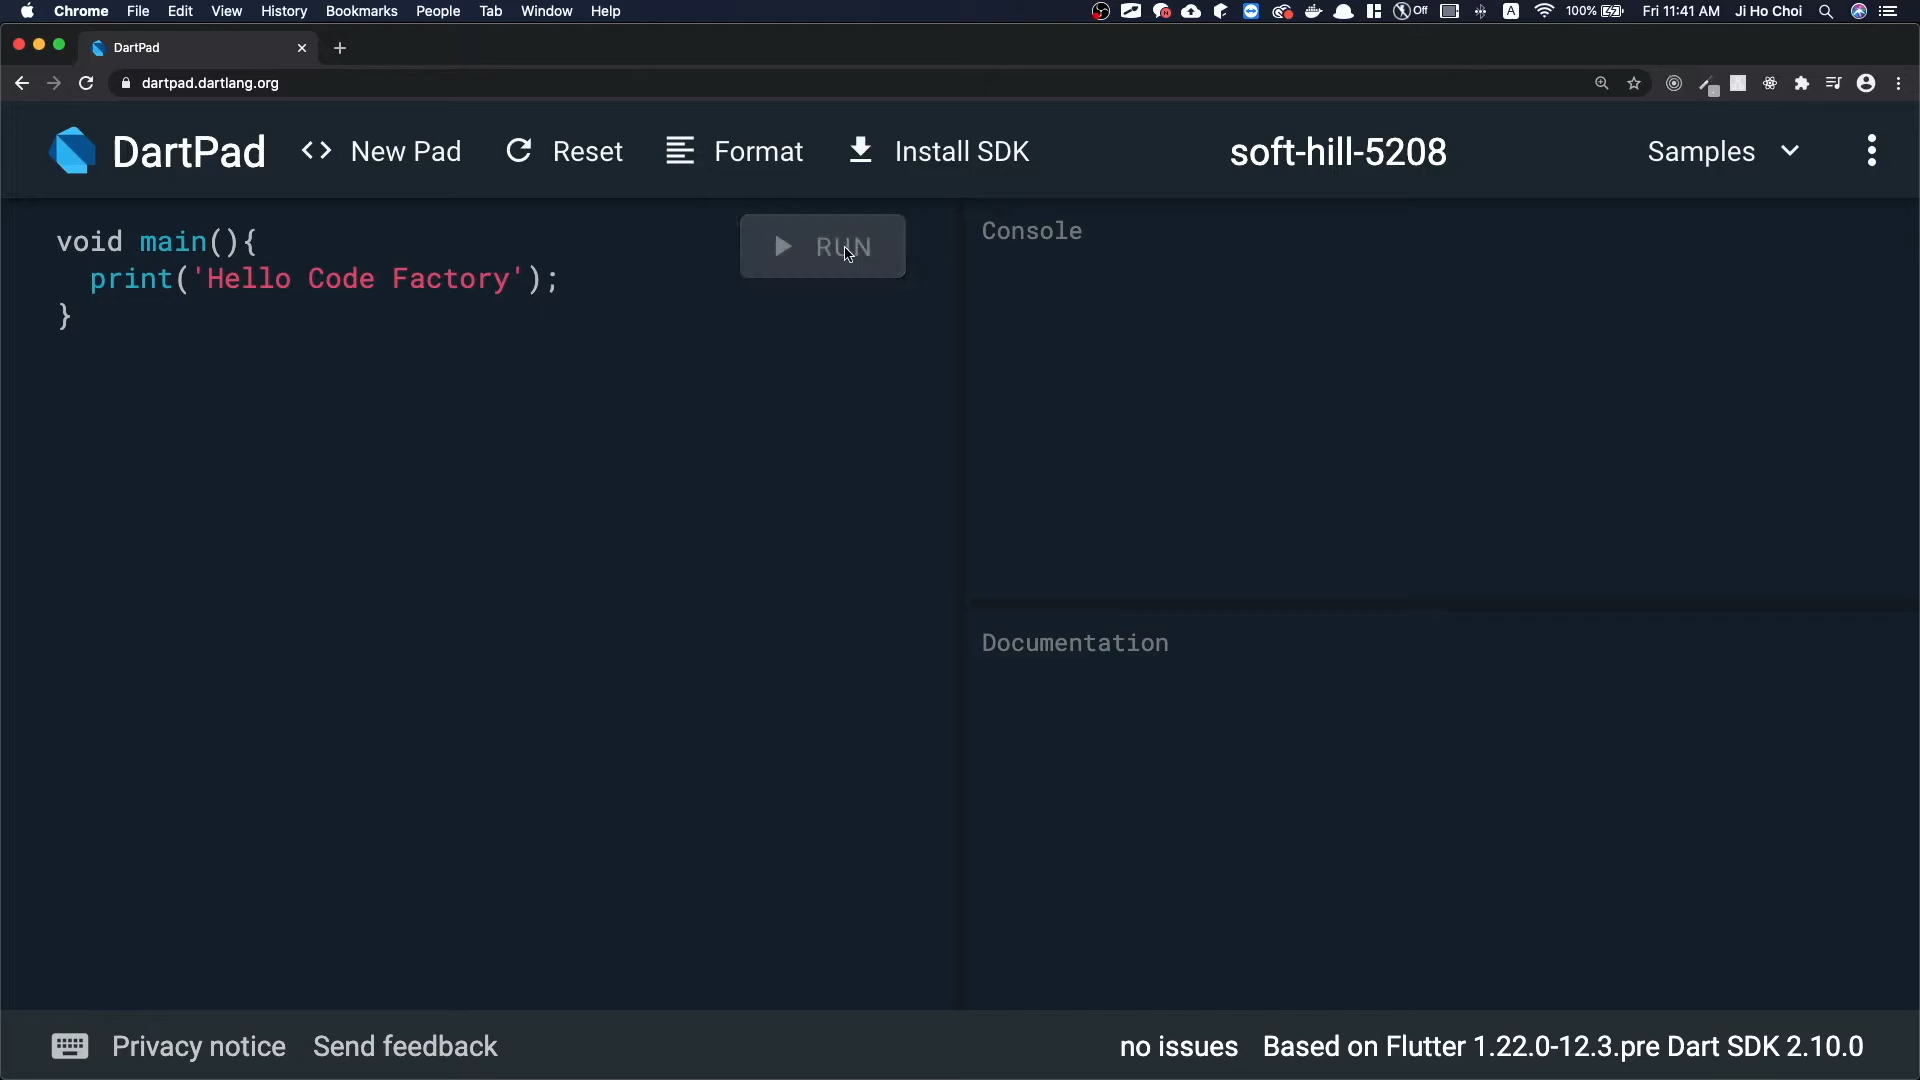 Chrome File Edit View History Bookmarks People Tab Window Help Off A 100% Fri 11:41 AM Ji Ho Choi
DartPad
dartpad.dartlang.org
DartPad <> New Pad Reset Format Install SDK soft-hill-5208 Samples
void main(){
print('Hello Code Factory');
}
RUN
Console
Documentation
Privacy notice Send feedback no issues Based on Flutter 1.22.0-12.3.pre Dart SDK 2.10.0